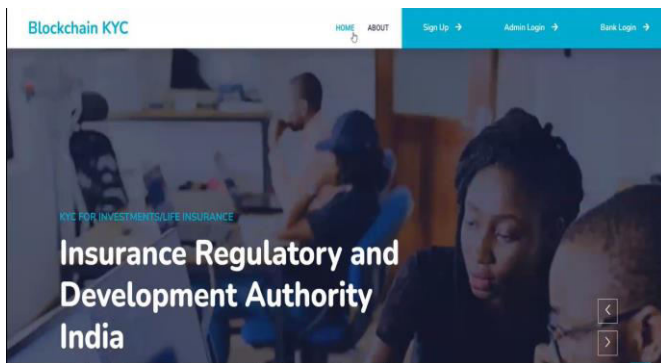 Blockchain KYC
HOME ABOUT Sign Up → Admin Login → Bank Login →
KYC FOR INVESTMENTS/LIFE INSURANCE
Insurance Regulatory and
Development Authority
India